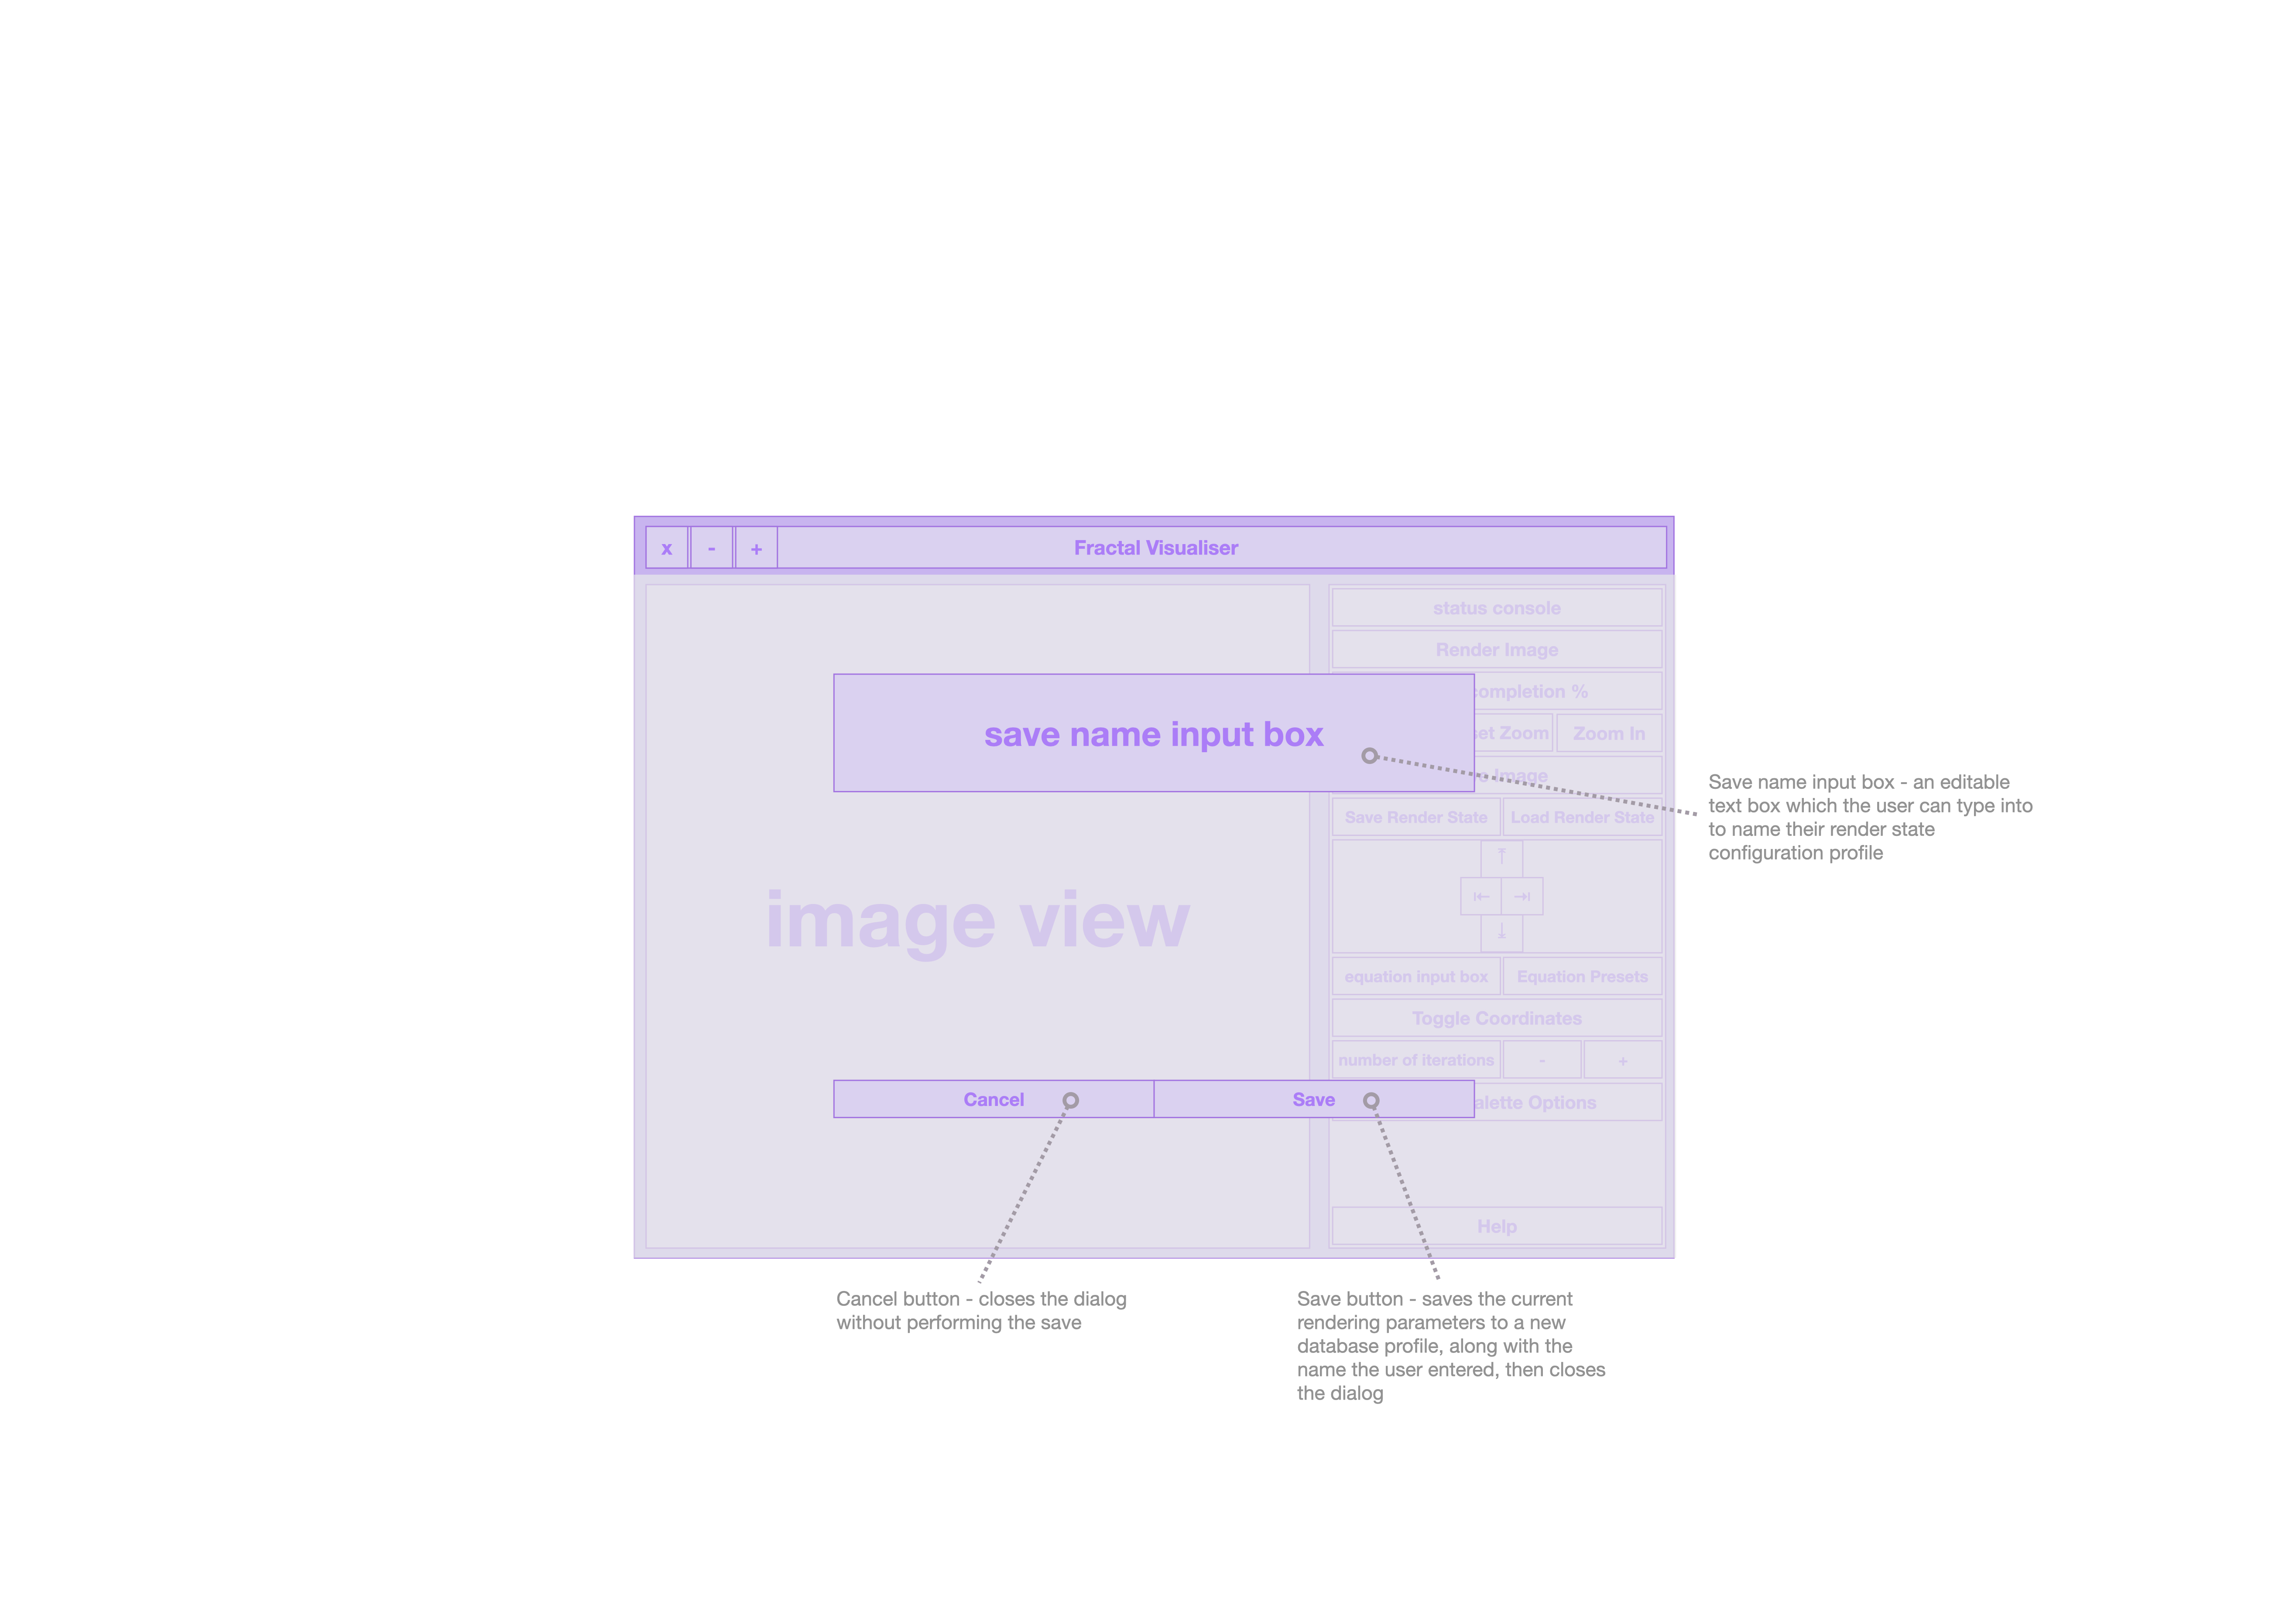 x
-
+
Fractal Visualiser
status console
Render Image
completion %
save name input box
set Zoom
Zoom In
Image
Save Render State
Load Render State
image view
equation input box
Equation Presets
Toggle Coordinates
number of iterations
-
+
Cancel
Save
alette Options
Help
Save name input box - an editable
text box which the user can type into
to name their render state
configuration profile
Cancel button - closes the dialog
without performing the save
Save button - saves the current
rendering parameters to a new
database profile, along with the
name the user entered, then closes
the dialog